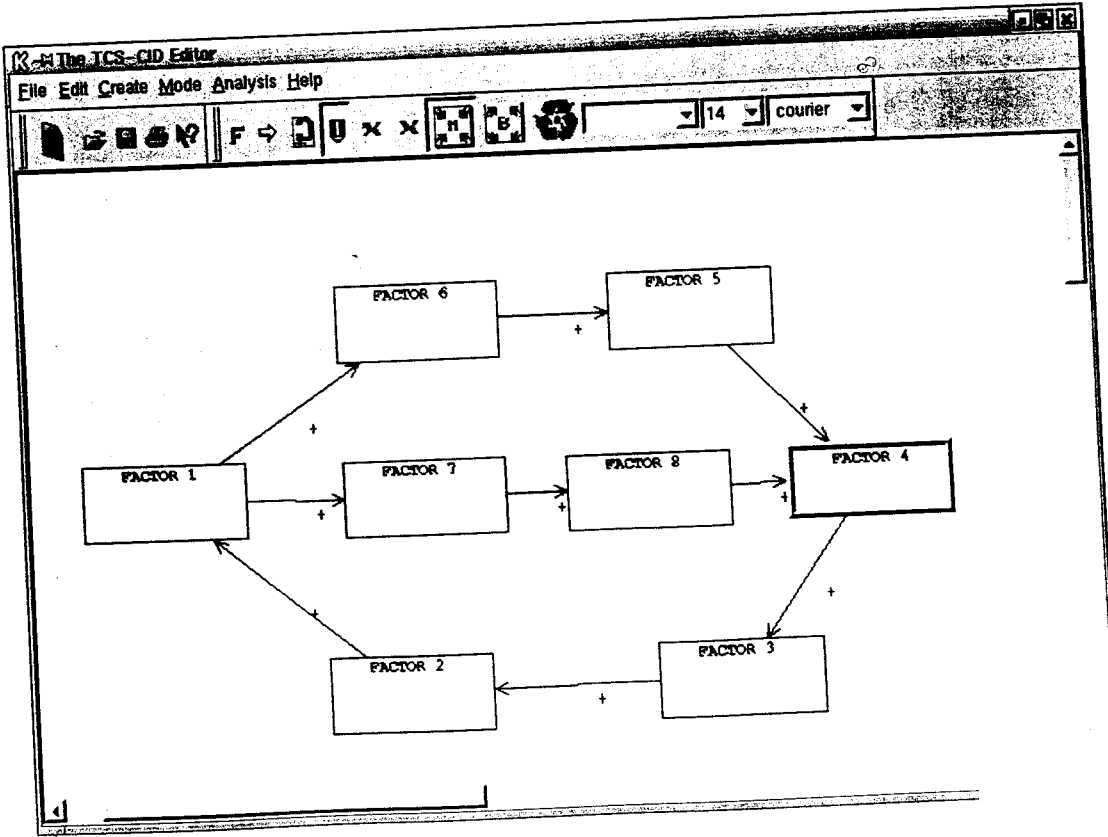 The TCS-CID Editor
File Edit Create Mode Analysis Help
F U M B 14 courier
FACTOR 6 FACTOR 5
+
+ +
FACTOR 1 FACTOR 7 FACTOR 8 FACTOR 4
+ + +
+ +
FACTOR 2 FACTOR 3
+